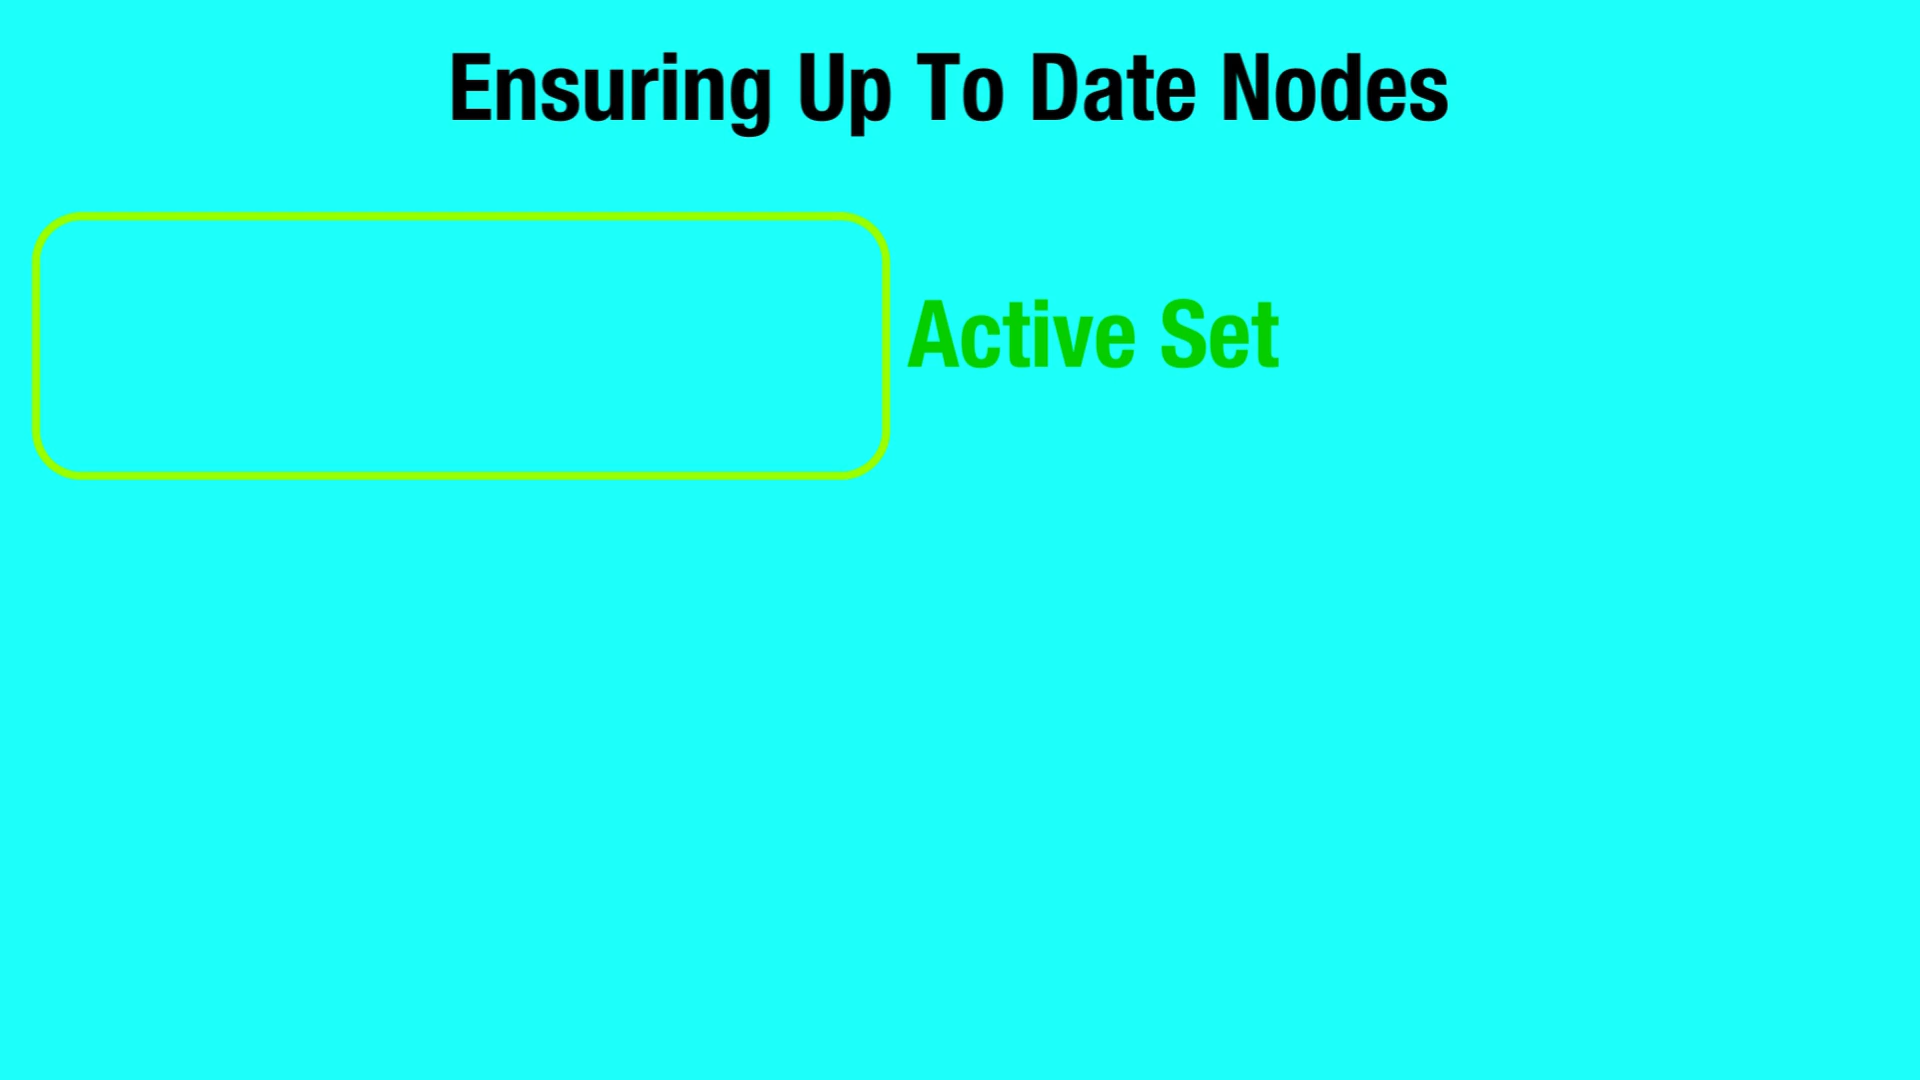 Ensuring Up To Date Nodes
Active Set